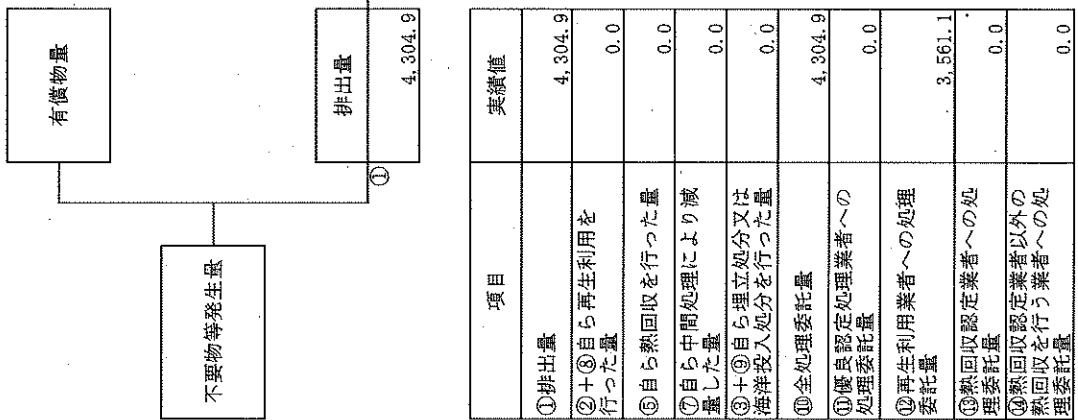 有償物量
不要物等発生量
排出量
4,304.9
①
項目 実績値
①排出量 4,304.9
②+⑧自ら再生利用を
行った量 0.0
⑤自ら熱回収を行った量 0.0
⑦自ら中間処理により減
量した量 0.0
③+⑨自ら埋立処分又は
海洋投入処分を行った量 0.0
⑩全処理委託量 4,304.9
⑪優良認定処理業者への
処理委託量 0.0
⑫再生利用業者への処理
委託量 3,561.1
⑬熱回収認定業者への処
理委託量 0.0
⑭熱回収認定業者以外の
熱回収を行う業者への処
理委託量 0.0